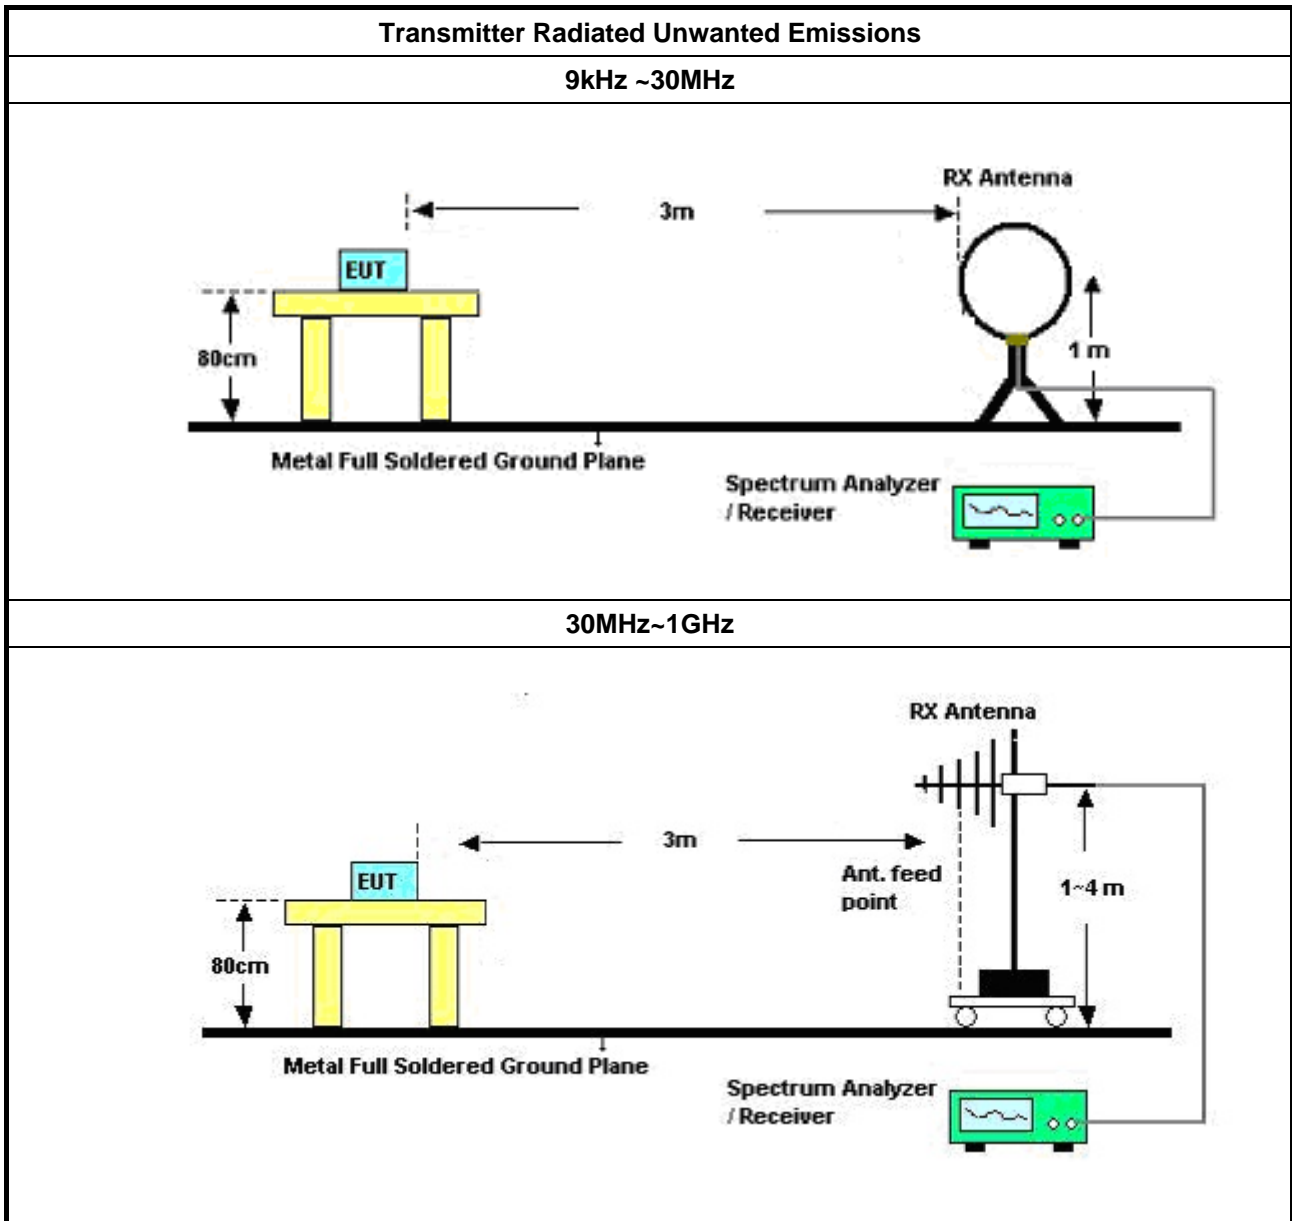 Transmitter Radiated Unwanted Emissions
9kHz ~30MHz
RX Antenna
3m
EUT
80cm
1 m
Metal Full Soldered Ground Plane
Spectrum Analyzer
/ Receiver
30MHz~1GHz
RX Antenna
3m
EUT
Ant. feed
point
1~4 m
80cm
Metal Full Soldered Ground Plane
Spectrum Analyzer
/ Receiver